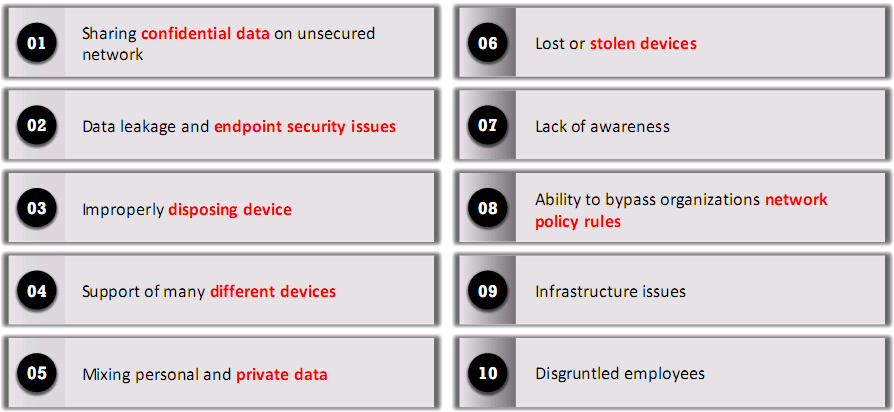 01
Sharing confidential data on unsecured
network
02
Data leakage and endpoint security issues
03
Improperly disposing device
04
Support of many different devices
05
Mixing personal and private data
06
Lost or stolen devices
07
Lack of awareness
08
Ability to bypass organizations network
policy rules
09
Infrastructure issues
10
Disgruntled employees